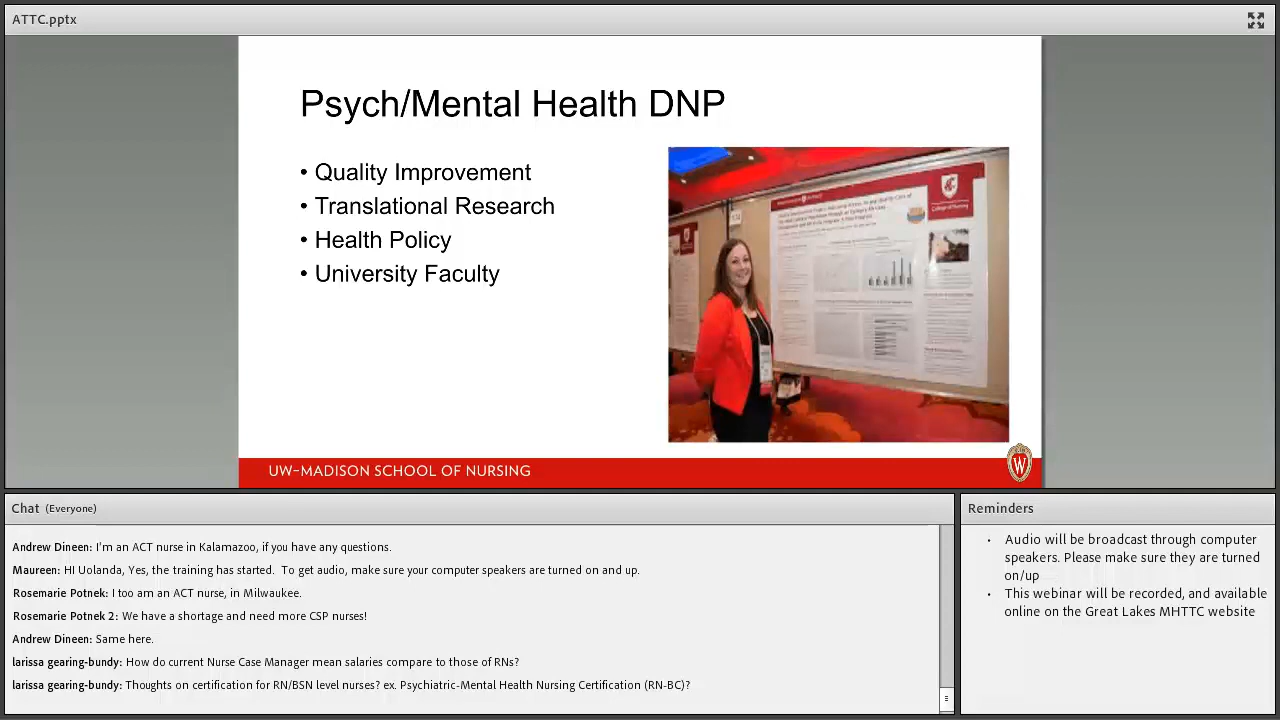 ATTC.pptx
Psych/Mental Health DNP
• Quality Improvement
• Translational Research
• Health Policy
• University Faculty
College of Nursing
UW-MADISON SCHOOL OF NURSING
W
Chat (Everyone)
Andrew Dineen: I'm an ACT nurse in Kalamazoo, if you have any questions.
Maureen: HI Uolanda, Yes, the training has started. To get audio, make sure your computer speakers are turned on and up.
Rosemarie Potnek: I too am an ACT nurse, in Milwaukee.
Rosemarie Potnek 2: We have a shortage and need more CSP nurses!
Andrew Dineen: Same here.
larissa gearing-bundy: How do current Nurse Case Manager mean salaries compare to those of RNs?
larissa gearing-bundy: Thoughts on certification for RN/BSN level nurses? ex. Psychiatric-Mental Health Nursing Certification (RN-BC)?
Reminders
• Audio will be broadcast through computer
speakers. Please make sure they are turned
on/up
• This webinar will be recorded, and available
online on the Great Lakes MHTTC website